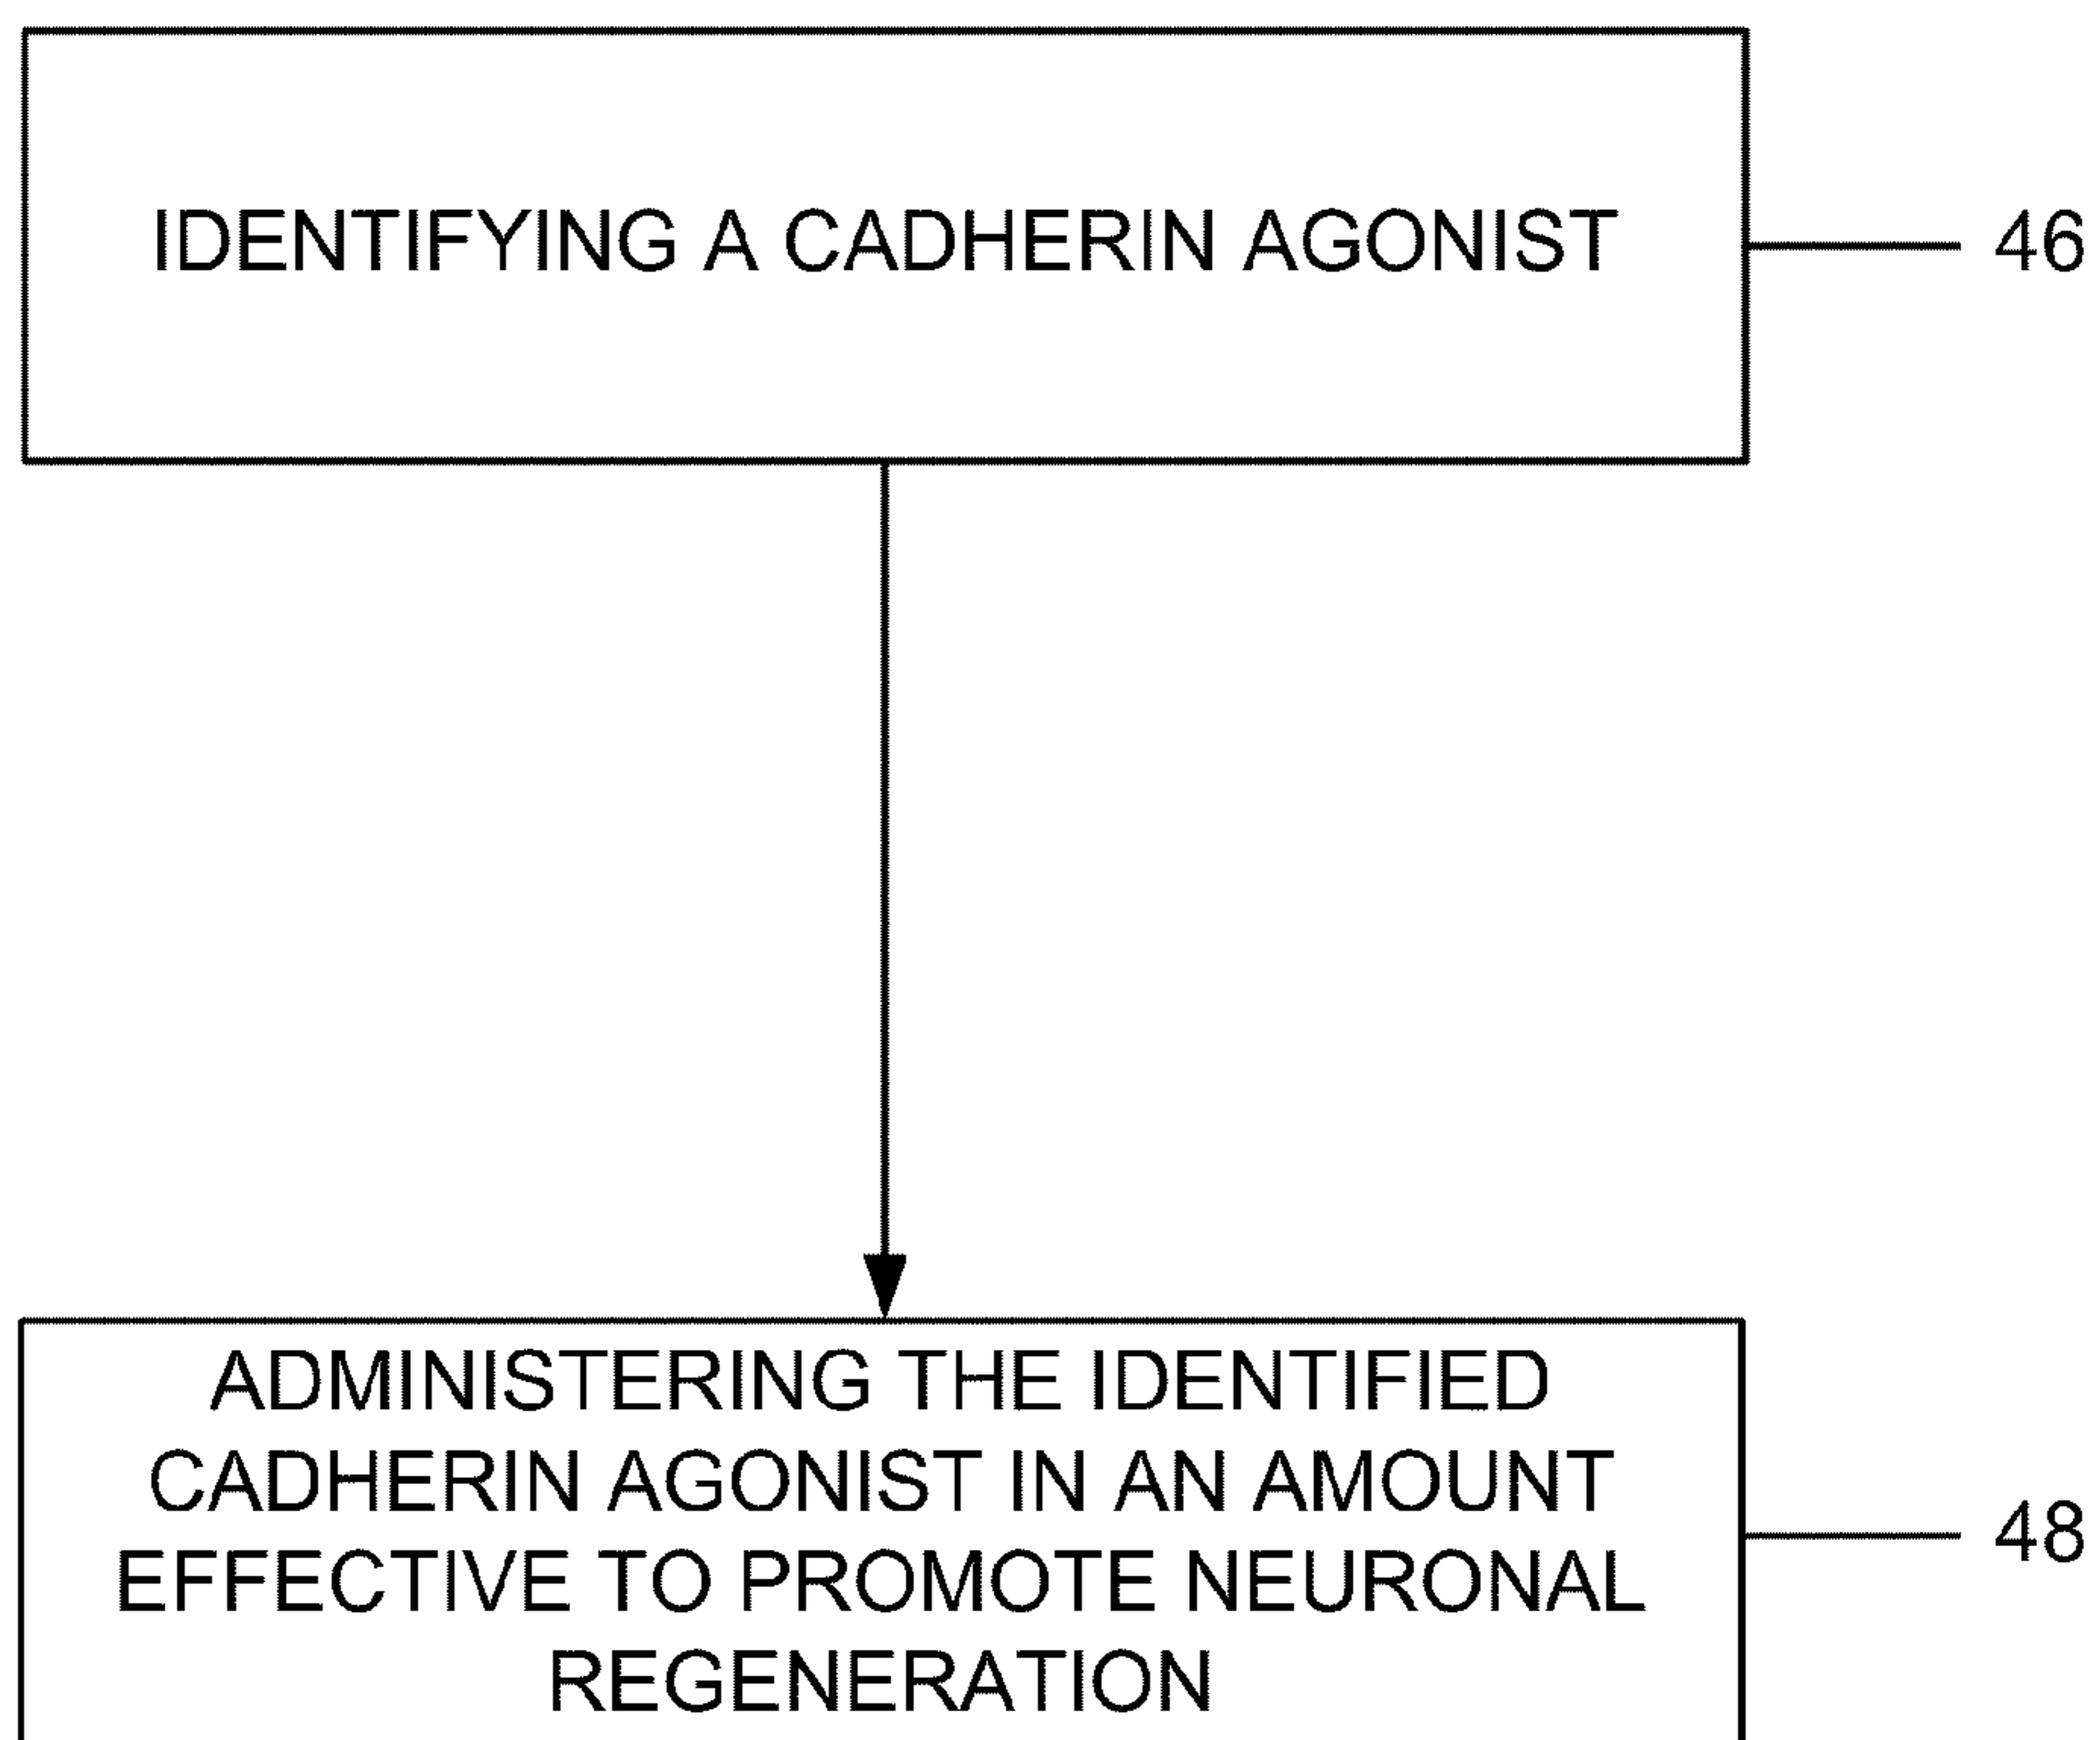 IDENTIFYING A CADHERIN AGONIST
46
ADMINISTERING THE IDENTIFIED
CADHERIN AGONIST IN AN AMOUNT
EFFECTIVE TO PROMOTE NEURONAL
REGENERATION
48